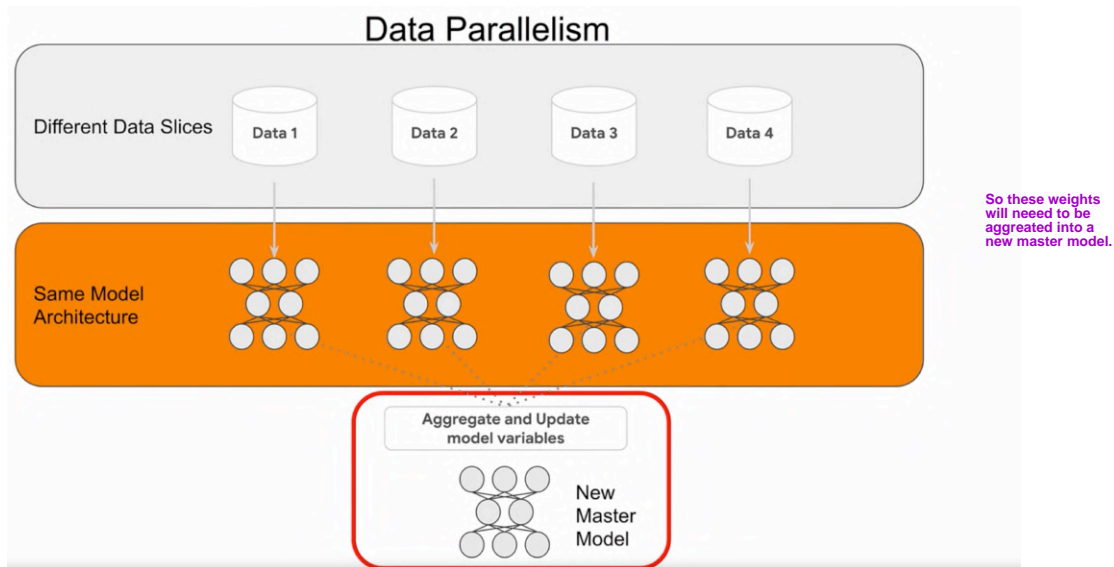 Data Parallelism
Different Data Slices
Data 1
Data 2
Data 3
Data 4
So these weights
will neeed to be
aggreated into a
new master model.
Same Model
Architecture
Aggregate and Update
model variables
New
Master
Model